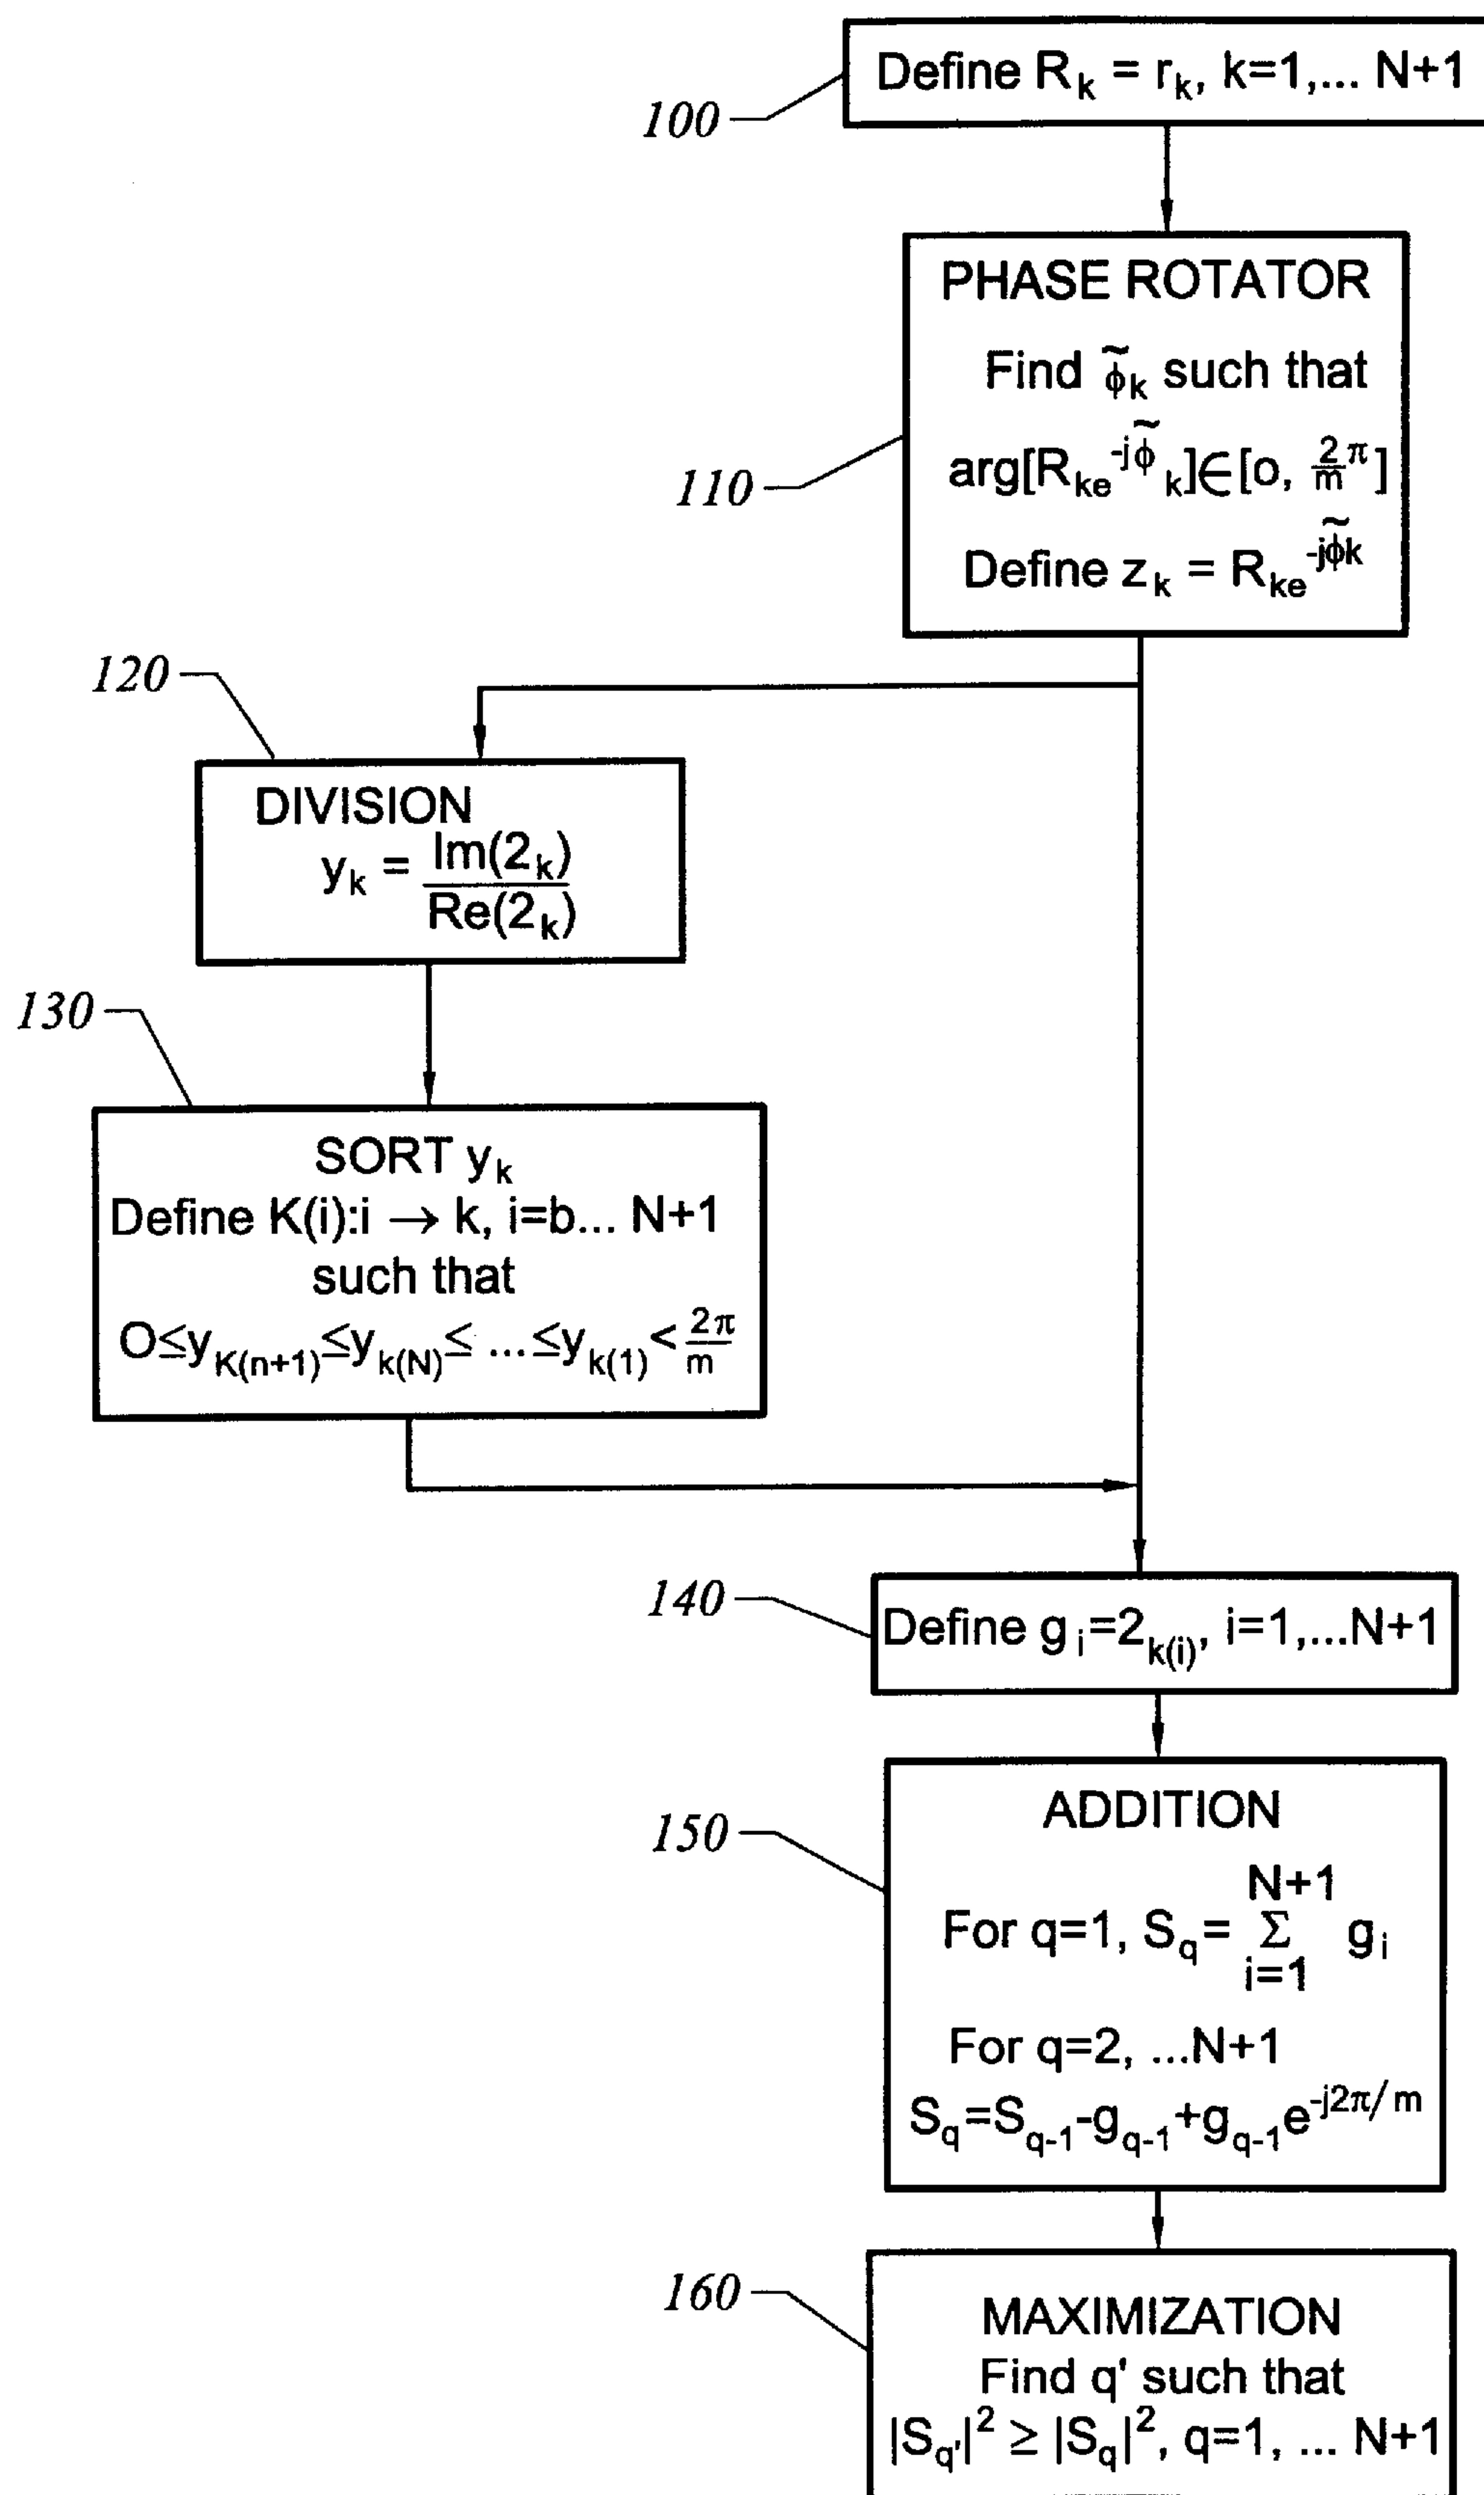 100
Define R_k = r_k, k=1,... N+1
110
PHASE ROTATOR
Find φ̃_k such that
arg[R_ke^-jφ̃_k]∈[o, 2/m π]
Define z_k = R_ke^-jφ̃k
120
DIVISION
y_k = Im(2_k)/Re(2_k)
130
SORT y_k
Define K(i):i → k, i=b... N+1
such that
O≤y_K(n+1)≤y_k(N)≤ ...≤y_k(1)<2π/m
140
Define g_i=2_k(i), i=1,...N+1
150
ADDITION
N+1
For q=1, S_q= Σ g_i
i=1
For q=2, ...N+1
S_q=S_q-1-g_q-1+g_q-1e^-j2π/m
160
MAXIMIZATION
Find q' such that
|S_q'|² ≥ |S_q|², q=1, ... N+1